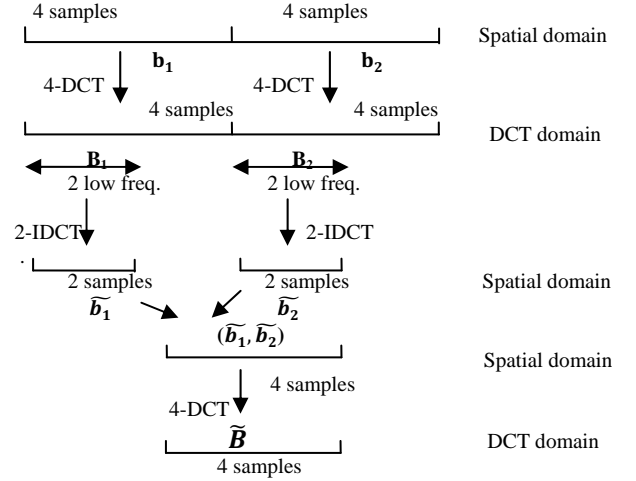 4 samples 4 samples
Spatial domain
b₁ b₂
4-DCT 4-DCT
4 samples 4 samples
DCT domain
B₁ B₂
2 low freq. 2 low freq.
2-IDCT 2-IDCT
.
2 samples 2 samples Spatial domain
b̃₁ b̃₂
(b̃₁, b̃₂)
Spatial domain
4 samples
4-DCT
B̃ DCT domain
4 samples